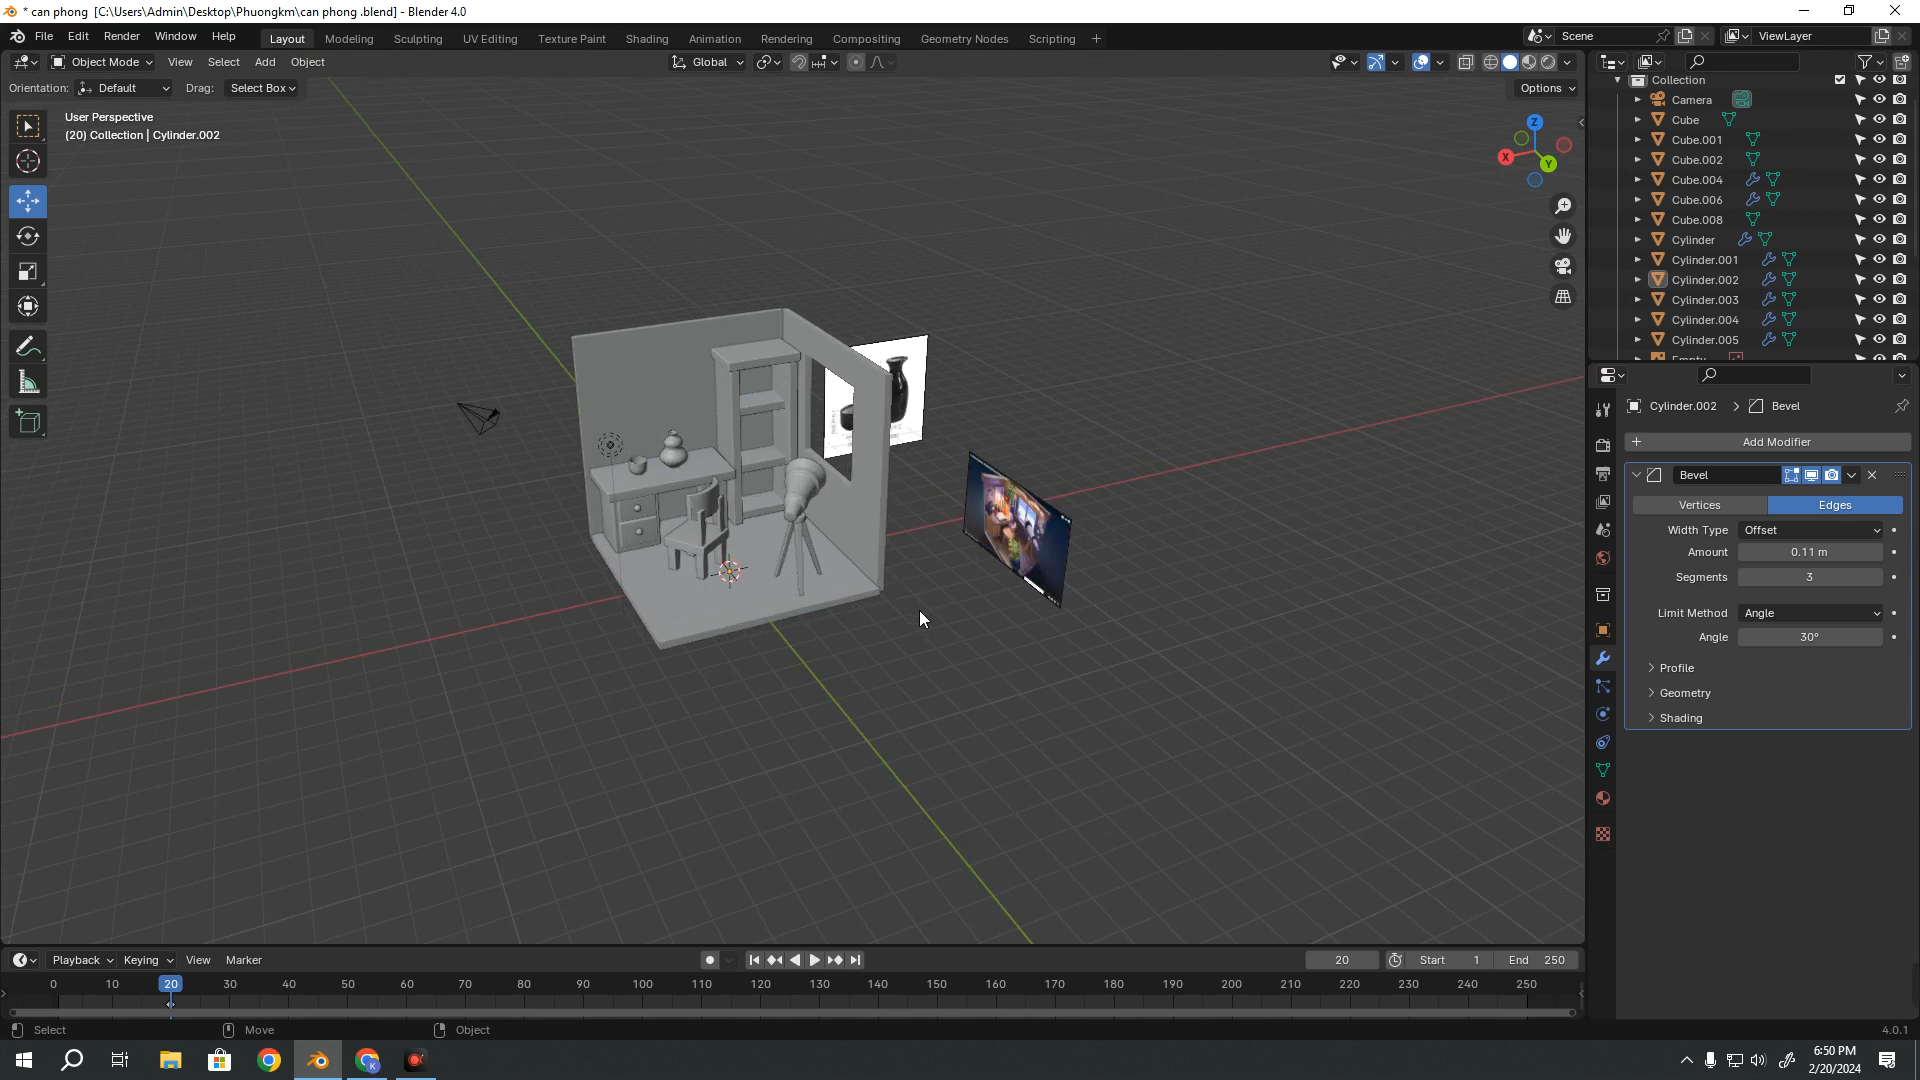 * can phong  [C:\Users\Admin\Desktop\Phuongkm\can phong .blend] - Blender 4.0
File Edit Render Window Help Layout Modeling Sculpting UV Editing Texture Paint Shading Animation Rendering Compositing Geometry Nodes Scripting + Scene ViewLayer
Object Mode View Select Add Object Global
Orientation: Default Drag: Select Box Options
User Perspective
(20) Collection | Cylinder.002
Z
X
Y
Collection
Camera
Cube
Cube.001
Cube.002
Cube.004
Cube.006
Cube.008
Cylinder
Cylinder.001
Cylinder.002
Cylinder.003
Cylinder.004
Cylinder.005
Empty
Cylinder.002 > Bevel
+ Add Modifier
Bevel
Vertices Edges
Width Type Offset
Amount 0.11 m
Segments 3
Limit Method Angle
Angle 30°
Profile
Geometry
Shading
Playback Keying View Marker 20 Start 1 End 250
0 10 20 30 40 50 60 70 80 90 100 110 120 130 140 150 160 170 180 190 200 210 220 230 240 250
Select Move Object 4.0.1
K
6:50 PM
2/20/2024